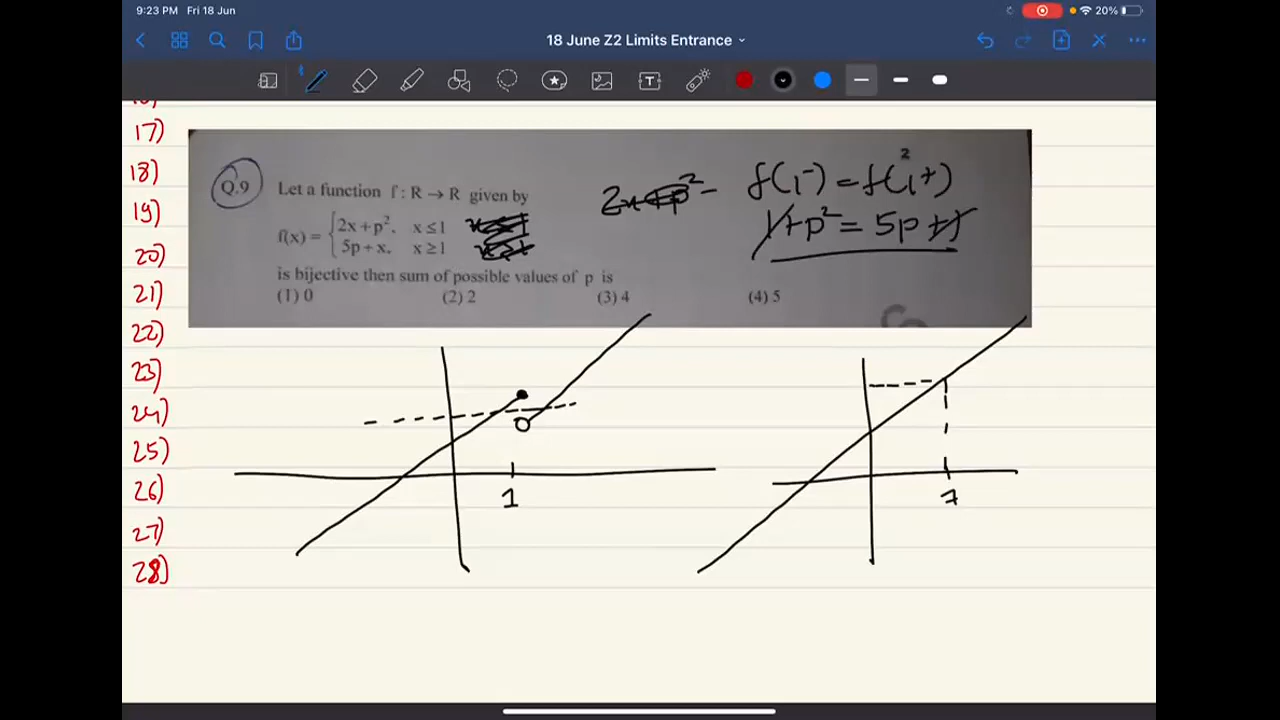 9:23 PM Fri 18 Jun
20%
18 June Z2 Limits Entrance
17)
18)
19)
20)
21)
22)
23)
24)
25)
26)
27)
28)
Q.9 Let a function f : R → R given by
f(x) = { 2x + p², x ≤ 1
5p + x, x ≥ 1
is bijective then sum of possible values of p is
(1) 0 (2) 2 (3) 4 (4) 5
f(1⁻) = f(1⁺)
2
1 + p² = 5p + 1
1
7